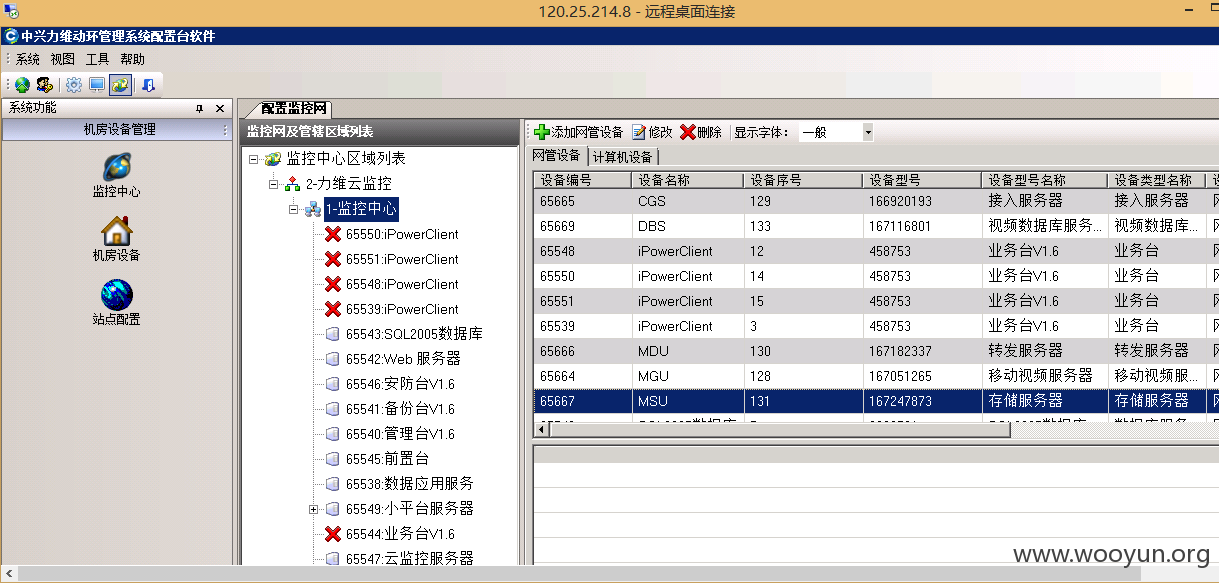 120.25.214.8 - 远程桌面连接
中兴力维动环管理系统配置台软件
系统 视图 工具 帮助
系统功能
机房设备管理
监控中心
机房设备
站点配置
配置监控网
监控网及管辖区域列表
监控中心区域列表
2-力维云监控
1-监控中心
65550:iPowerClient
65551:iPowerClient
65548:iPowerClient
65539:iPowerClient
65543:SQL2005数据库
65542:Web 服务器
65546:安防台V1.6
65541:备份台V1.6
65540:管理台V1.6
65545:前置台
65538:数据应用服务
65549:小平台服务器
65544:业务台V1.6
65547:云监控服务器
添加网管设备 修改 删除 显示字体： 一般
网管设备 计算机设备
设备编号 设备名称 设备序号 设备型号 设备型号名称 设备类型名称
65665 CGS 129 166920193 接入服务器 接入服务器
65669 DBS 133 167116801 视频数据库服务... 视频数据库...
65548 iPowerClient 12 458753 业务台V1.6 业务台
65550 iPowerClient 14 458753 业务台V1.6 业务台
65551 iPowerClient 15 458753 业务台V1.6 业务台
65539 iPowerClient 3 458753 业务台V1.6 业务台
65666 MDU 130 167182337 转发服务器 转发服务器
65664 MGU 128 167051265 移动视频服务器 移动视频服...
65667 MSU 131 167247873 存储服务器 存储服务器
www.wooyun.org